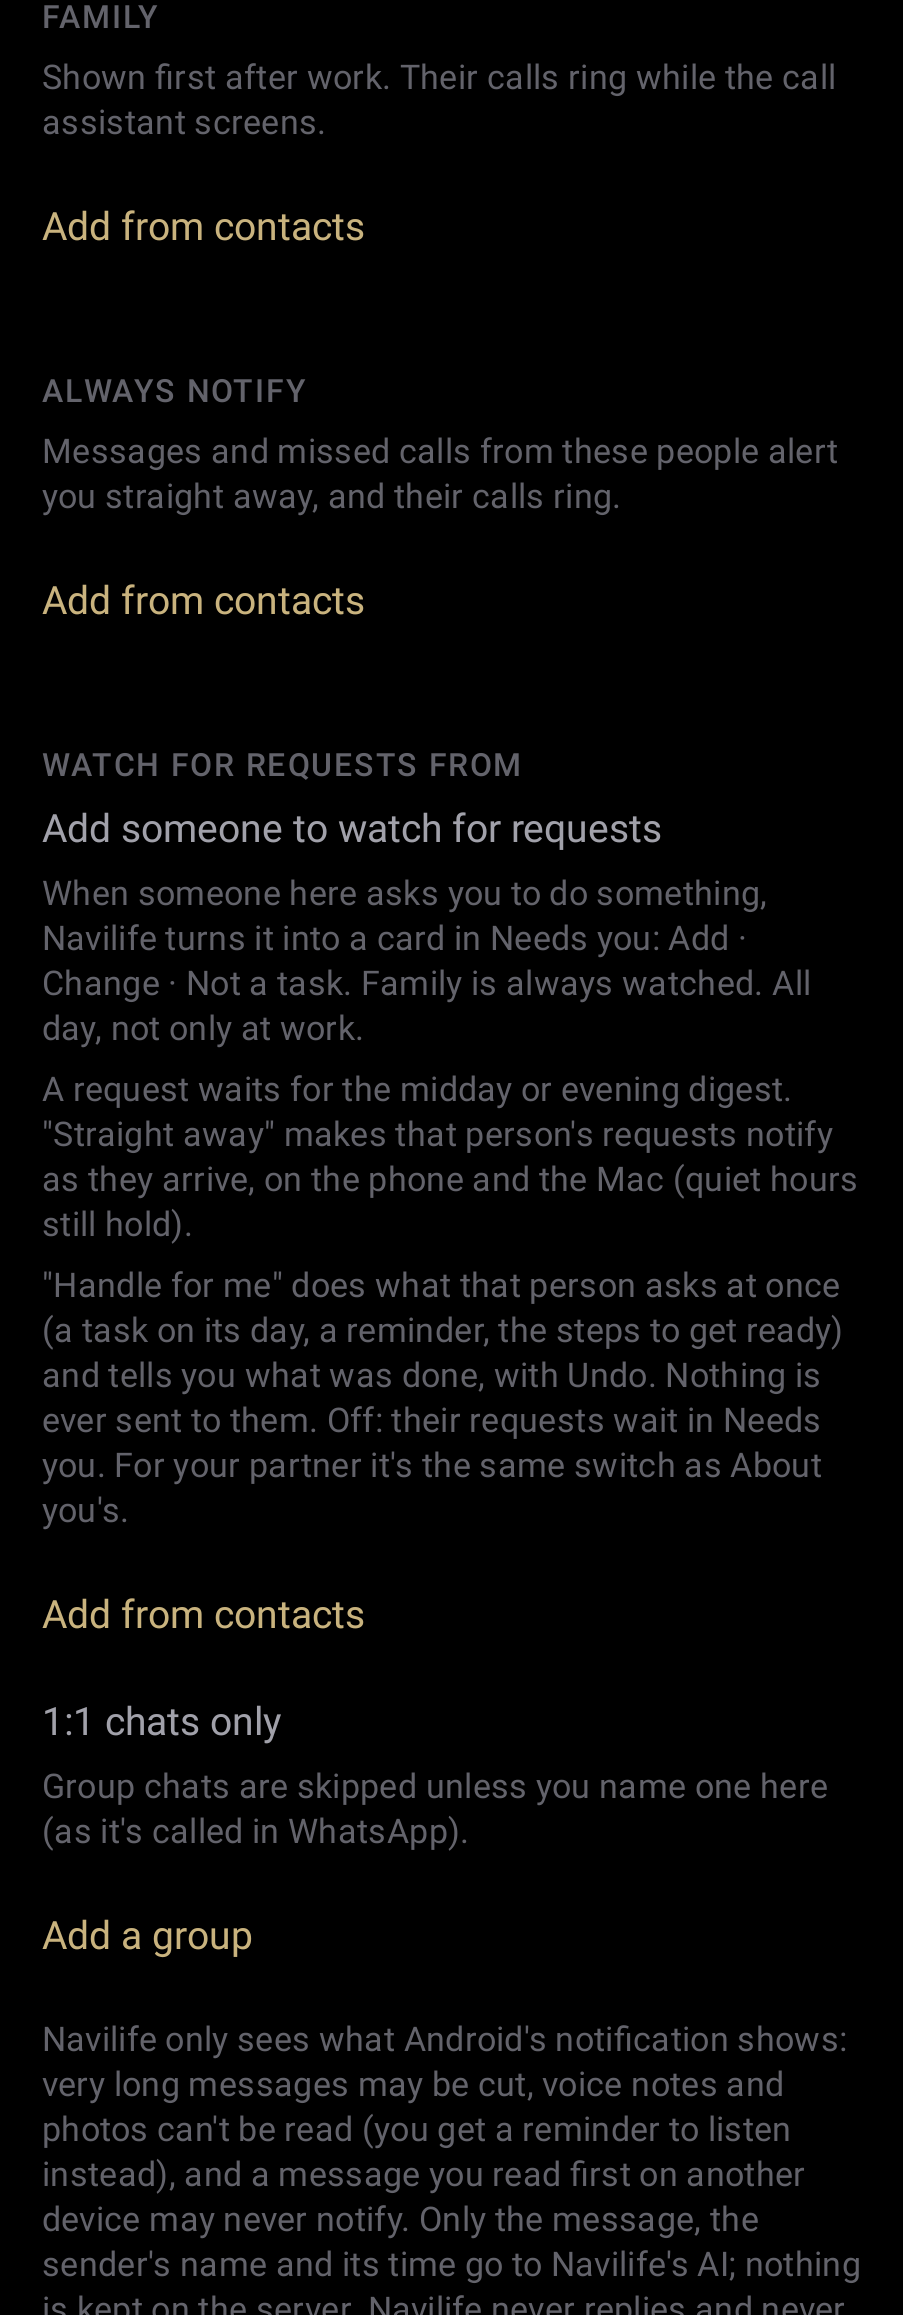 FAMILY
Shown first after work. Their calls ring while the call
assistant screens.
Add from contacts
ALWAYS NOTIFY
Messages and missed calls from these people alert
you straight away, and their calls ring.
Add from contacts
WATCH FOR REQUESTS FROM
Add someone to watch for requests
When someone here asks you to do something,
Navilife turns it into a card in Needs you: Add ·
Change · Not a task. Family is always watched. All
day, not only at work.
A request waits for the midday or evening digest.
"Straight away" makes that person's requests notify
as they arrive, on the phone and the Mac (quiet hours
still hold).
"Handle for me" does what that person asks at once
(a task on its day, a reminder, the steps to get ready)
and tells you what was done, with Undo. Nothing is
ever sent to them. Off: their requests wait in Needs
you. For your partner it's the same switch as About
you's.
Add from contacts
1:1 chats only
Group chats are skipped unless you name one here
(as it's called in WhatsApp).
Add a group
Navilife only sees what Android's notification shows:
very long messages may be cut, voice notes and
photos can't be read (you get a reminder to listen
instead), and a message you read first on another
device may never notify. Only the message, the
sender's name and its time go to Navilife's AI; nothing
is kept on the server. Navilife never replies and never